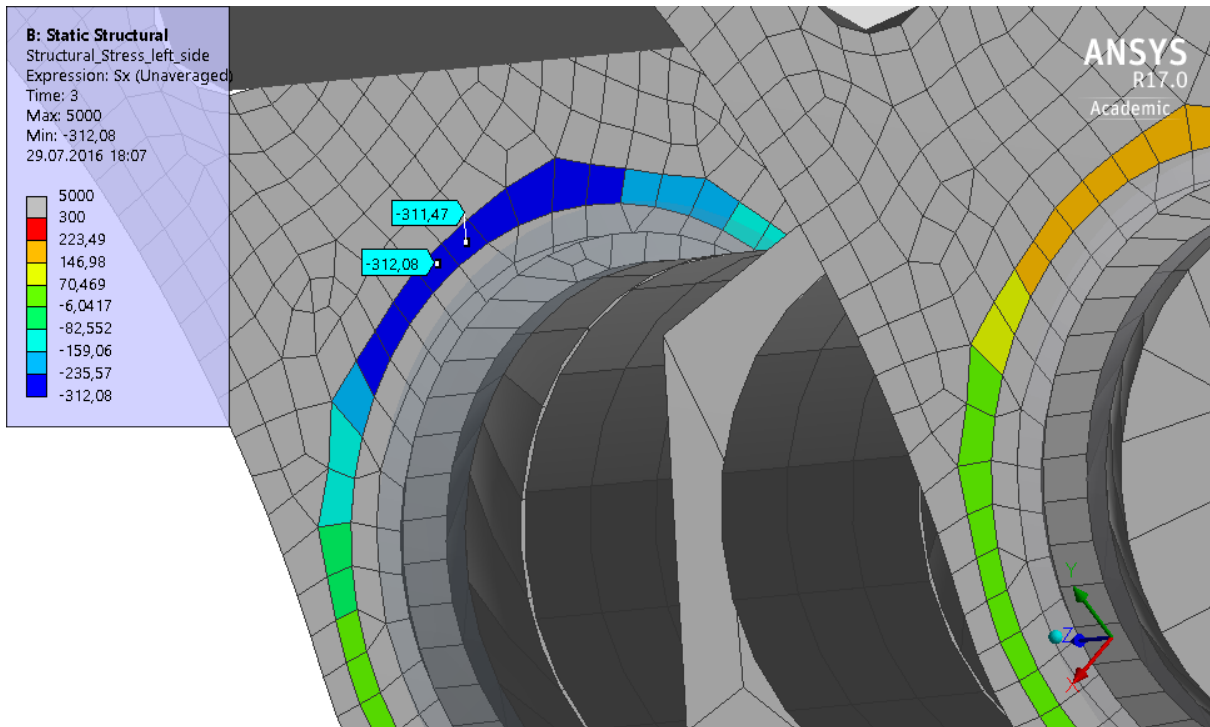 B: Static Structural
Structural_Stress_left_side
Expression: Sx (Unaveraged)
Time: 3
Max: 5000
Min: -312,08
29.07.2016 18:07
5000
300
223,49
146,98
70,469
-6,0417
-82,552
-159,06
-235,57
-312,08
-311,47
-312,08
ANSYS
R17.0
Academic
Y
Z
X